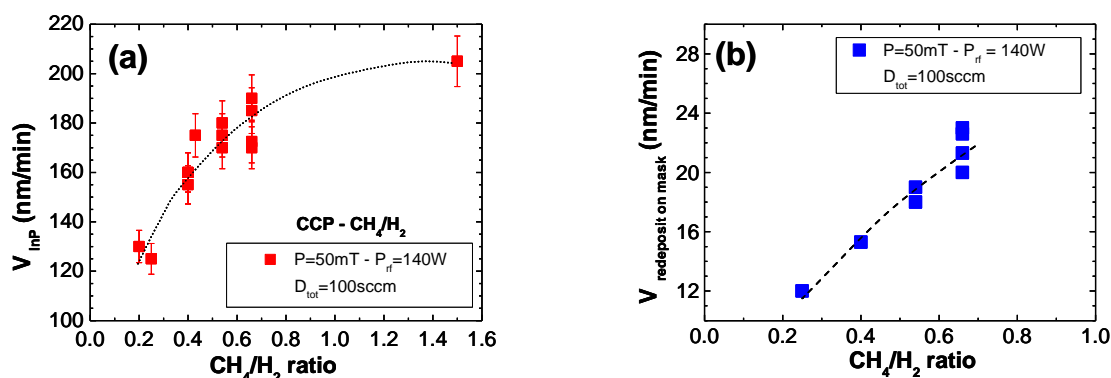 (a)
V InP (nm/min)
220
200
180
160
140
120
100
CCP - CH4/H2
P=50mT - Prf=140W
Dtot=100sccm
0.0 0.2 0.4 0.6 0.8 1.0 1.2 1.4 1.6
CH4/H2 ratio
(b)
V redeposit on mask (nm/min)
28
24
20
16
12
P=50mT - Prf = 140W
Dtot=100sccm
0.0 0.2 0.4 0.6 0.8 1.0
CH4/H2 ratio